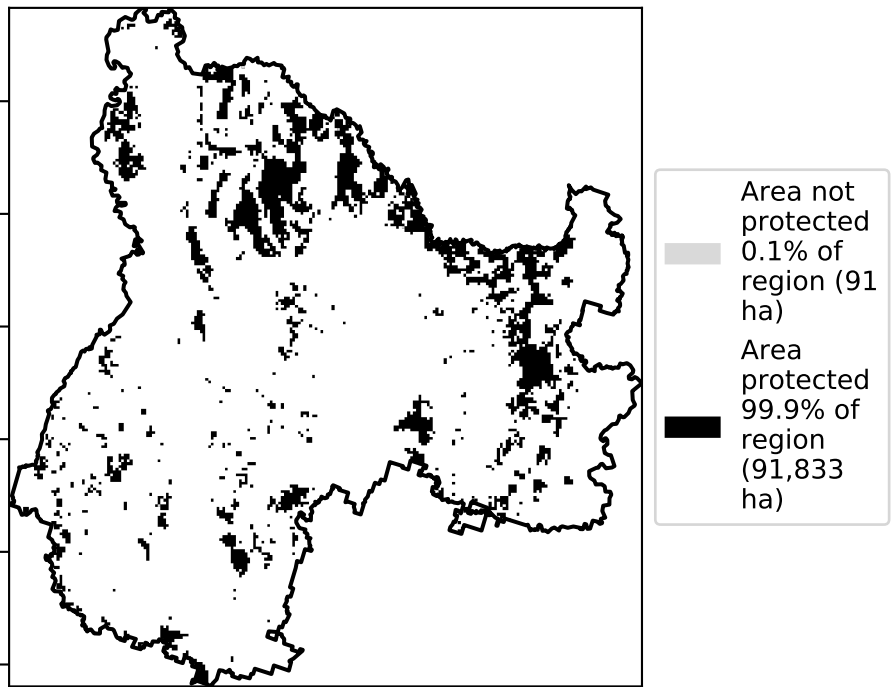 Area not
protected
0.1% of
region (91
ha)
Area
protected
99.9% of
region
(91,833
ha)